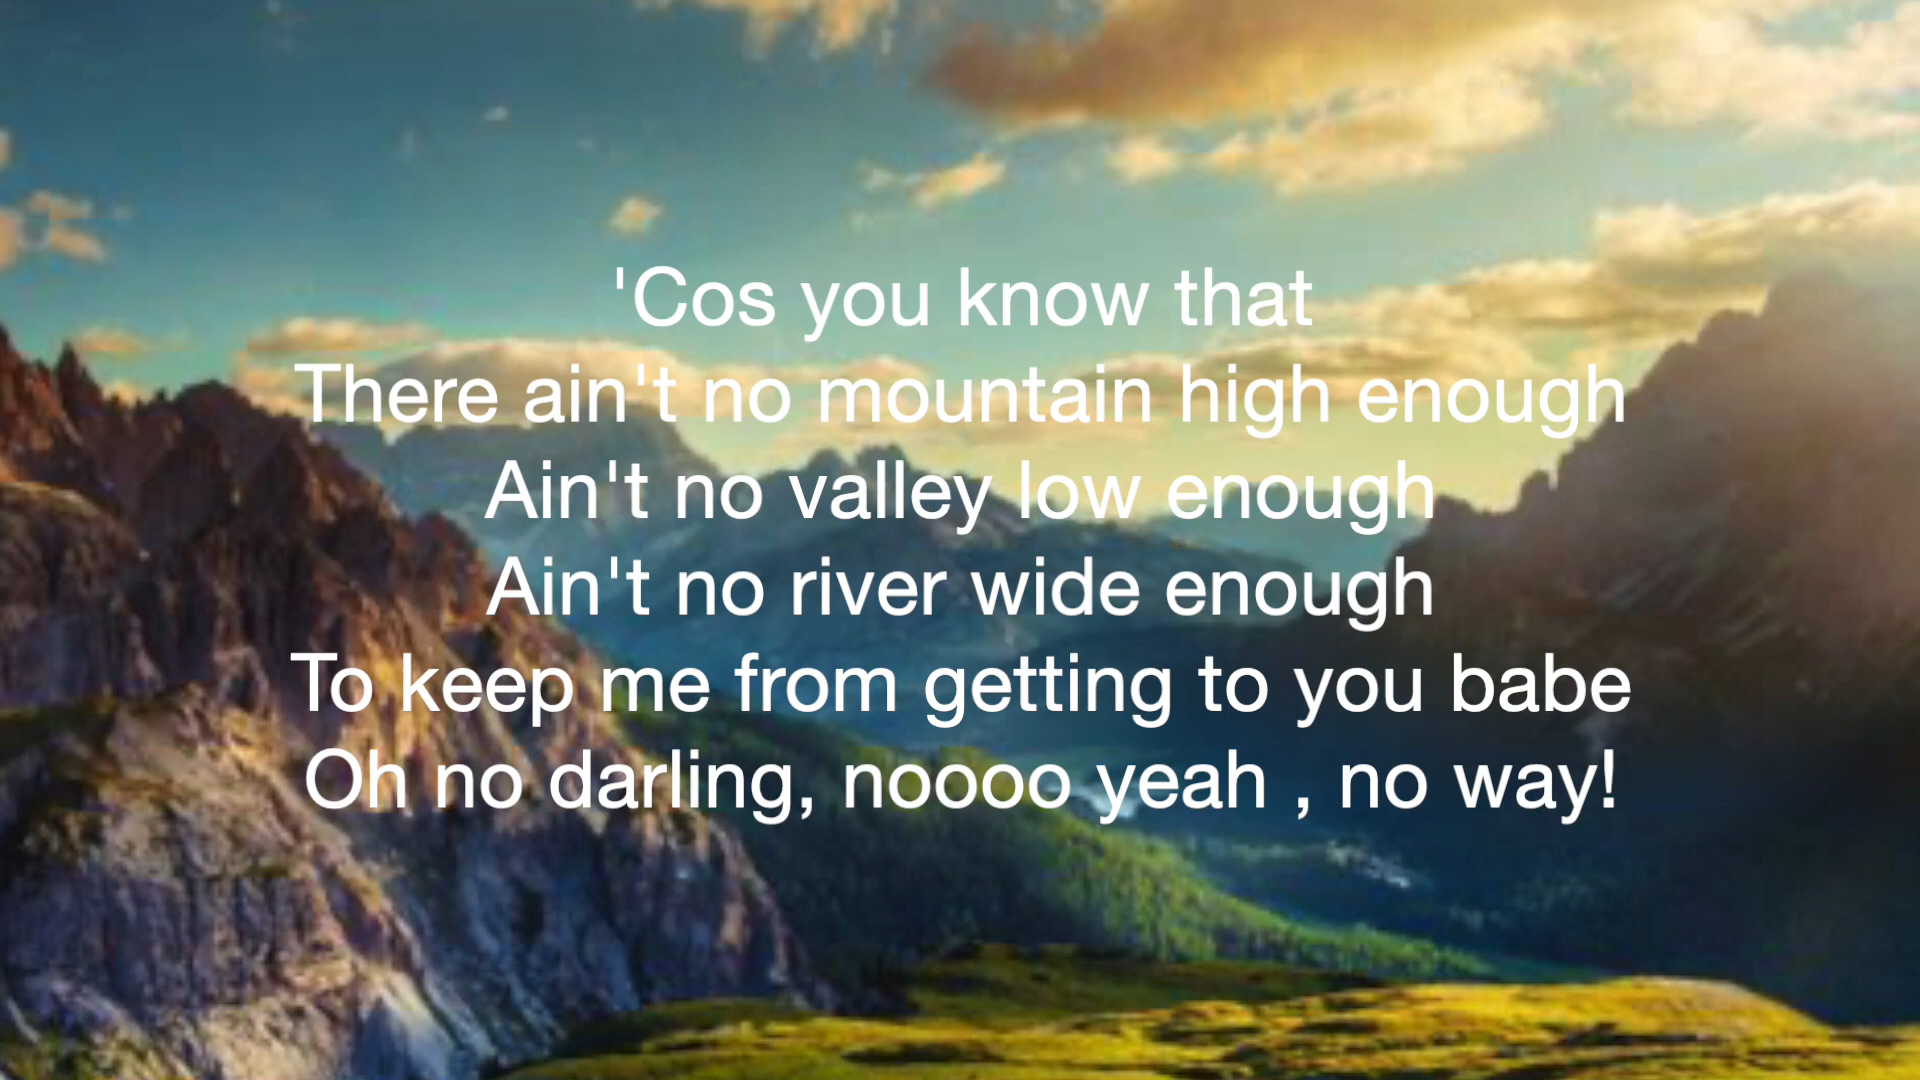 'Cos you know that
There ain't no mountain high enough
Ain't no valley low enough
Ain't no river wide enough
To keep me from getting to you babe
Oh no darling, noooo yeah , no way!